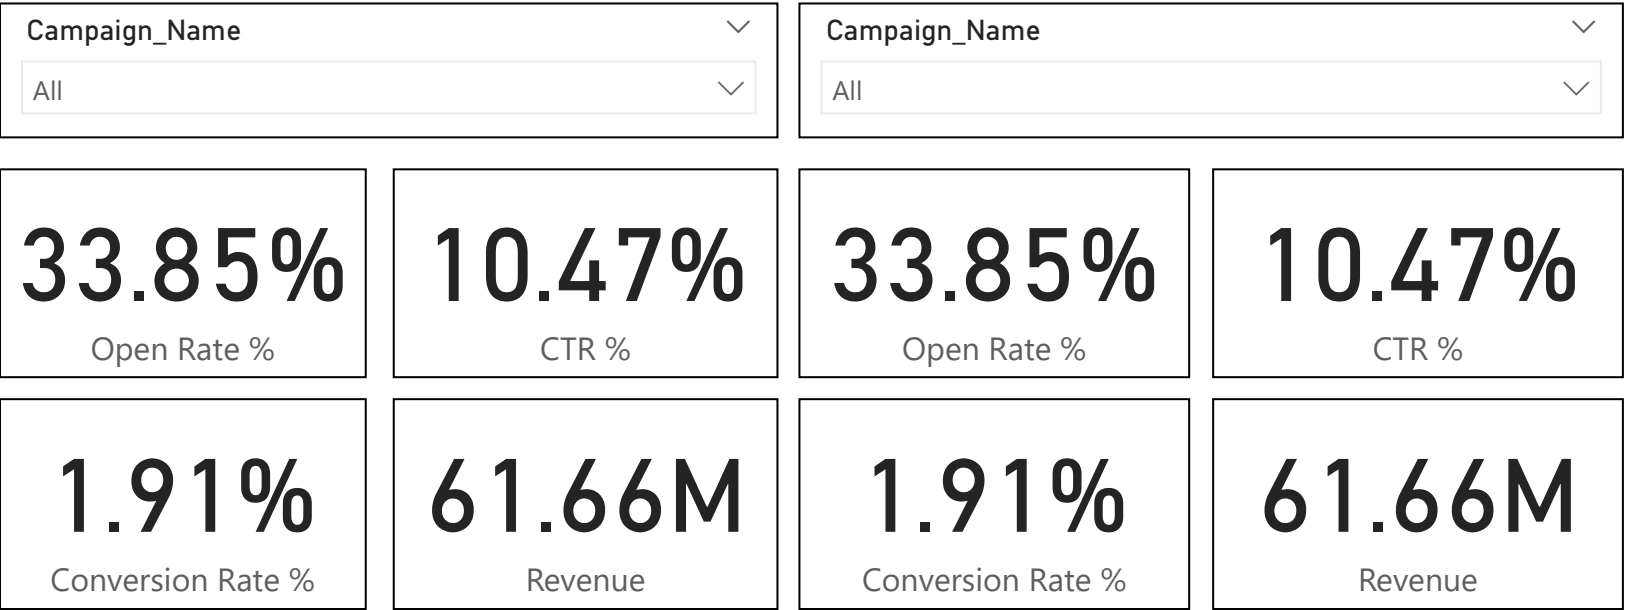 Campaign_Name
All
Campaign_Name
All
33.85%
Open Rate %
10.47%
CTR %
33.85%
Open Rate %
10.47%
CTR %
1.91%
Conversion Rate %
61.66M
Revenue
1.91%
Conversion Rate %
61.66M
Revenue